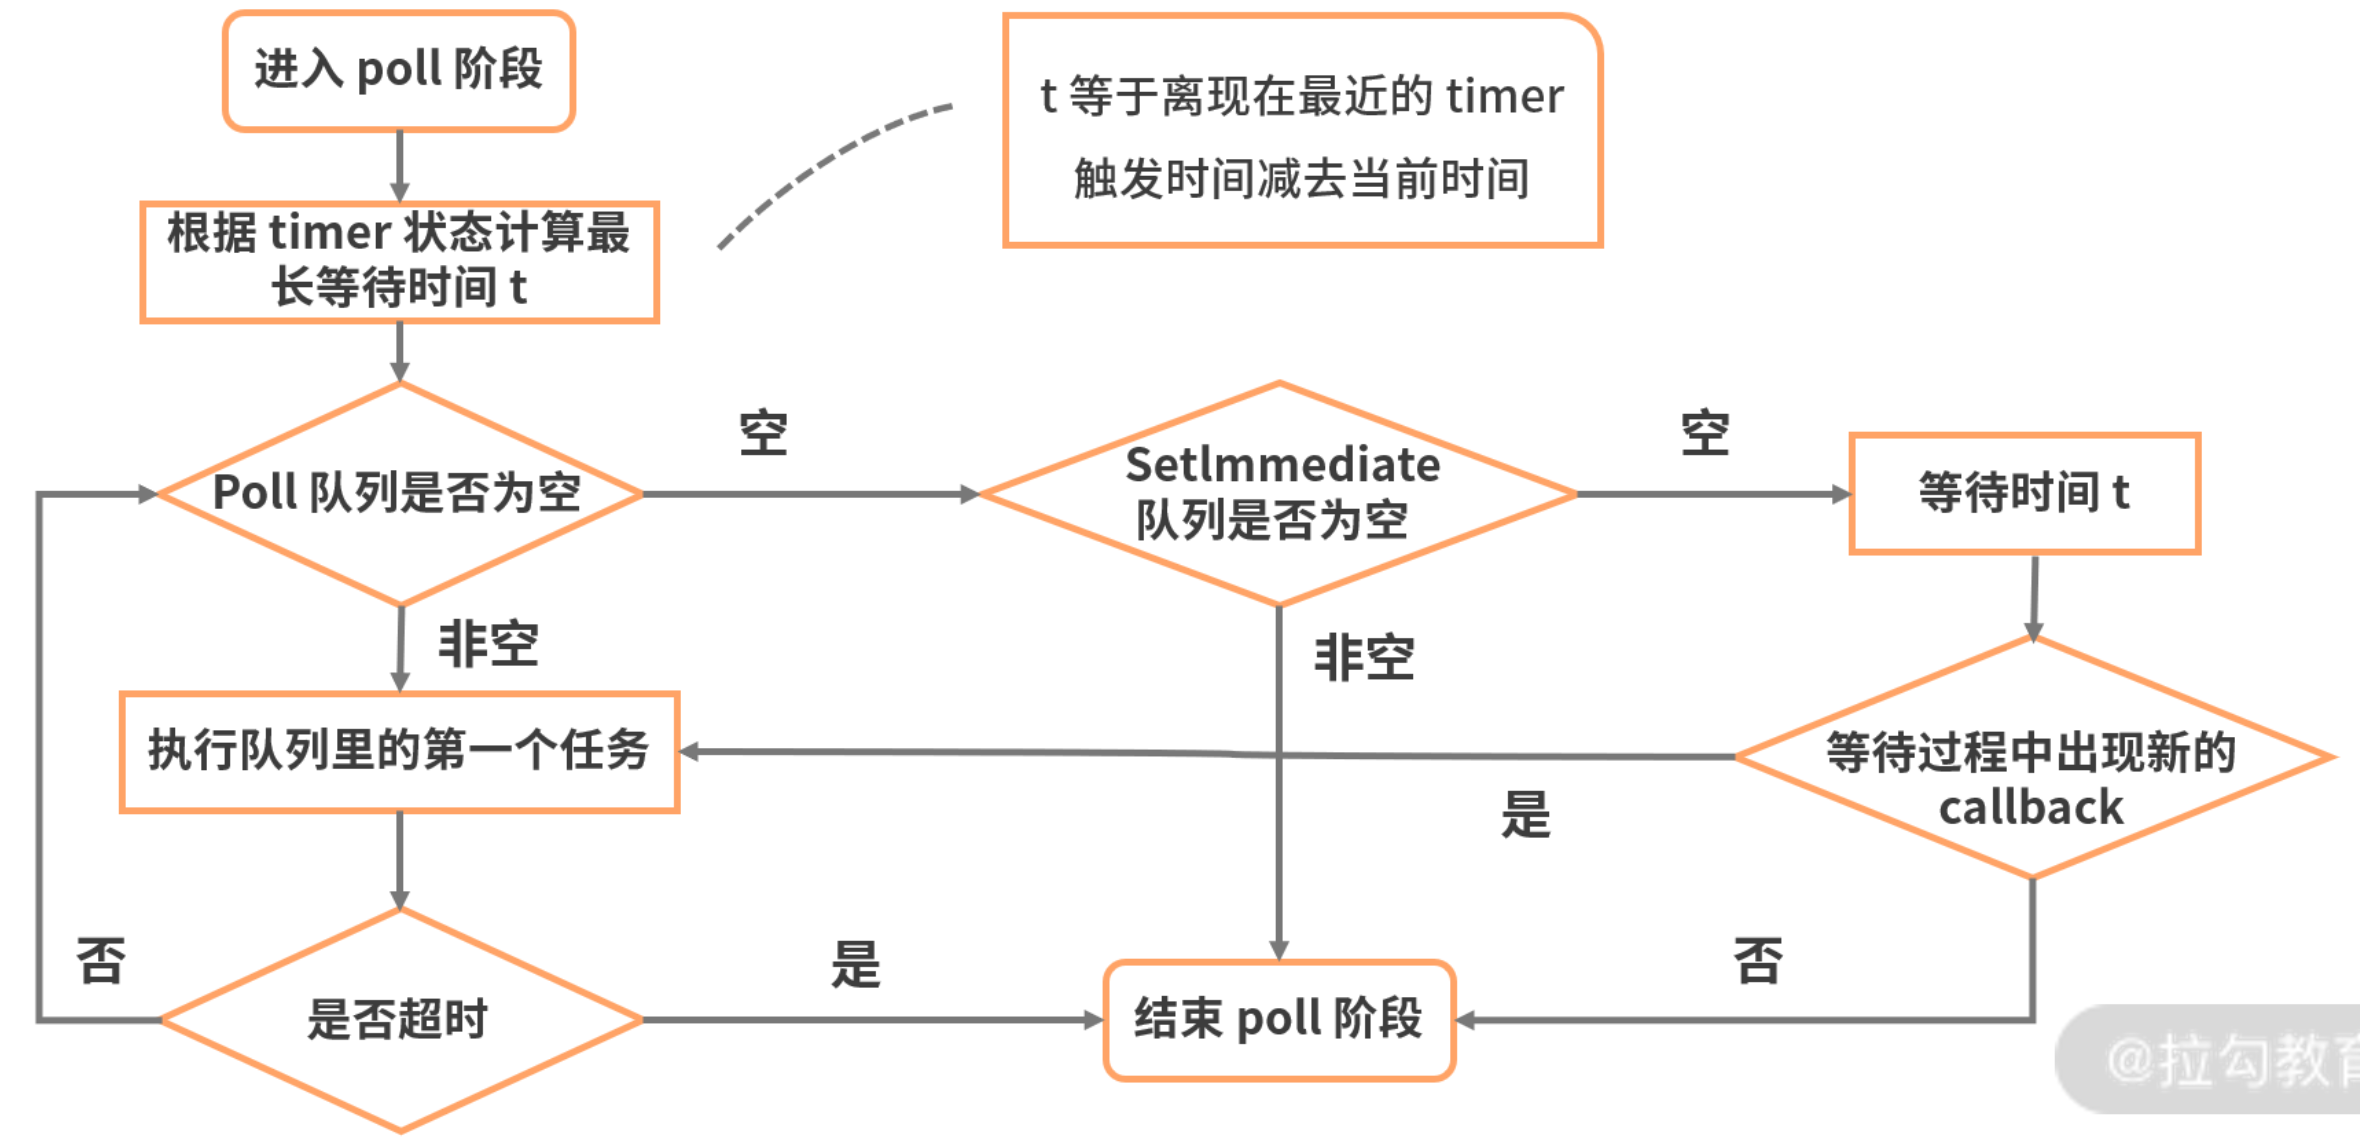 进入 poll 阶段
t 等于离现在最近的 timer
触发时间减去当前时间
根据 timer 状态计算最
长等待时间 t
Poll 队列是否为空
空
Setlmmediate
队列是否为空
空
等待时间 t
非空
非空
执行队列里的第一个任务
等待过程中出现新的
callback
是
否
是否超时
是
结束 poll 阶段
否
@拉勾教育